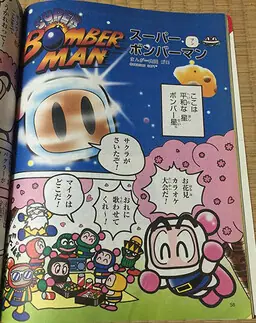 SUPER
BOMBER
MAN
スーパー
ボンバーマン
ここは
平和な星
ボンバー星
サクラが
さいたぞ!
お花見
カラオケ
大会だ!
おれに
歌わせて
くれ!
マイクは
どこだ!